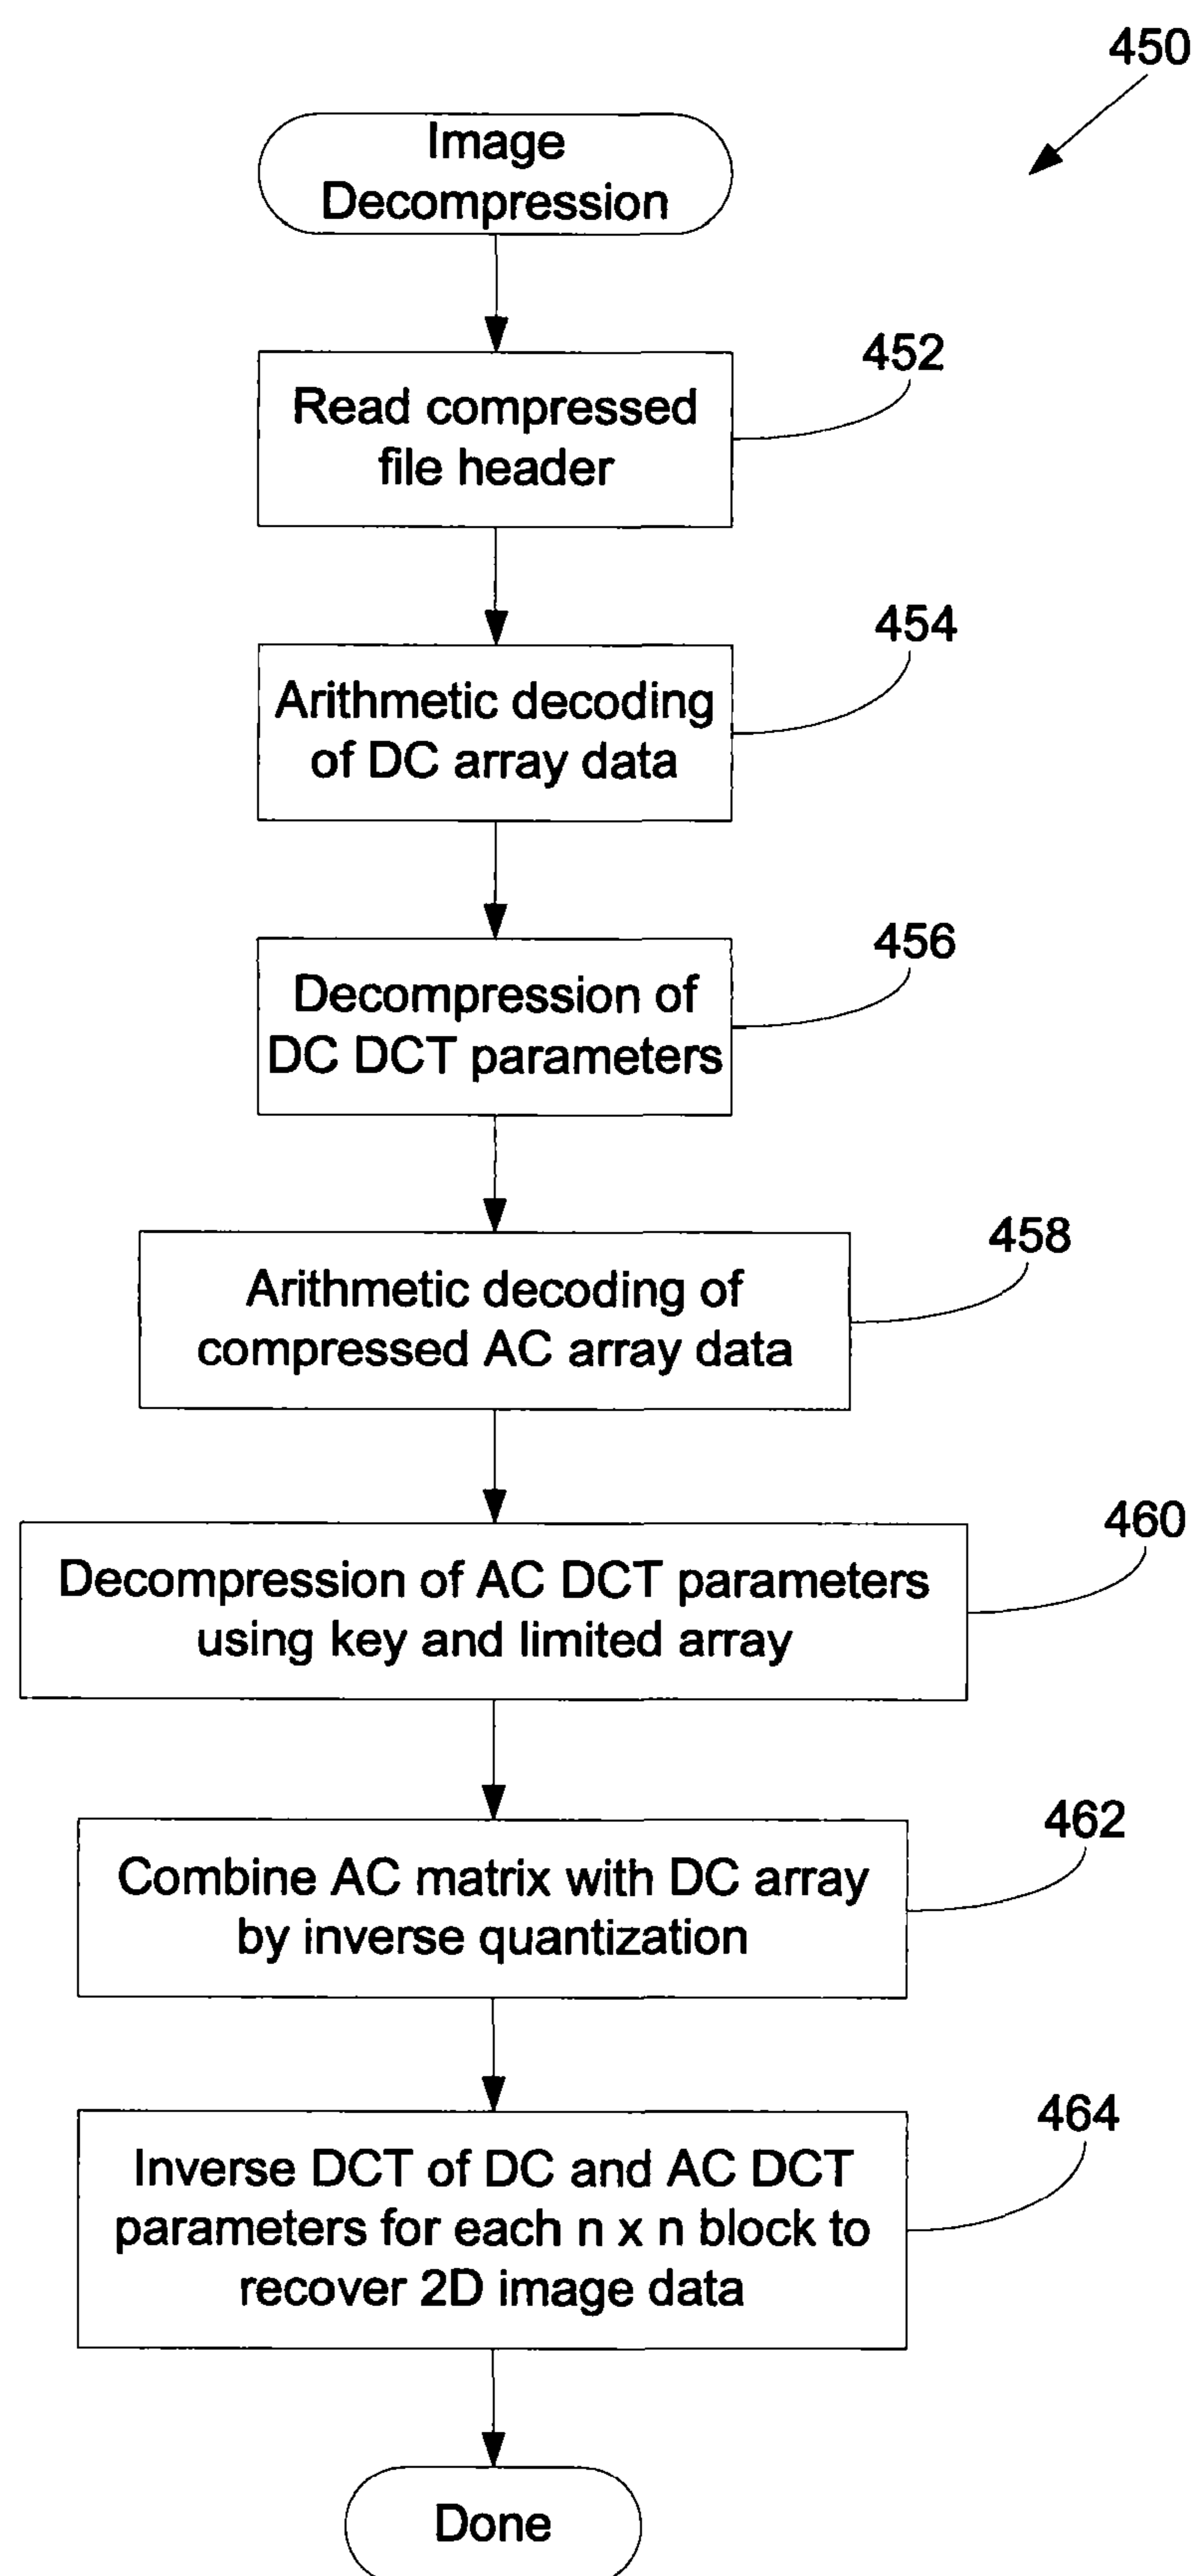 450
Image
Decompression
452
Read compressed
file header
454
Arithmetic decoding
of DC array data
456
Decompression of
DC DCT parameters
458
Arithmetic decoding of
compressed AC array data
460
Decompression of AC DCT parameters
using key and limited array
462
Combine AC matrix with DC array
by inverse quantization
464
Inverse DCT of DC and AC DCT
parameters for each n x n block to
recover 2D image data
Done